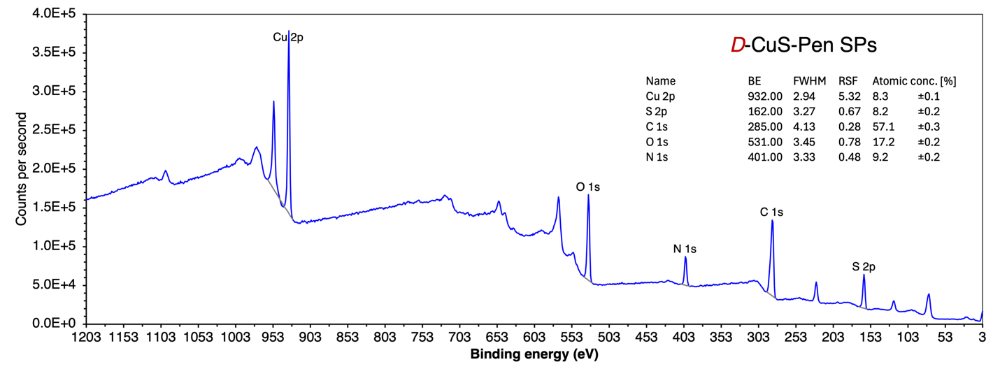 4.0E+5
3.5E+5
3.0E+5
2.5E+5
2.0E+5
1.5E+5
1.0E+5
5.0E+4
0.0E+0
Counts per second
Cu 2p
O 1s
N 1s
C 1s
S 2p
D-CuS-Pen SPs
Name BE FWHM RSF Atomic conc. [%]
Cu 2p 932.00 2.94 5.32 8.3 ±0.1
S 2p 162.00 3.27 0.67 8.2 ±0.2
C 1s 285.00 4.13 0.28 57.1 ±0.3
O 1s 531.00 3.45 0.78 17.2 ±0.2
N 1s 401.00 3.33 0.48 9.2 ±0.2
1203 1153 1103 1053 1003 953 903 853 803 753 703 653 603 553 503 453 403 353 303 253 203 153 103 53 3
Binding energy (eV)